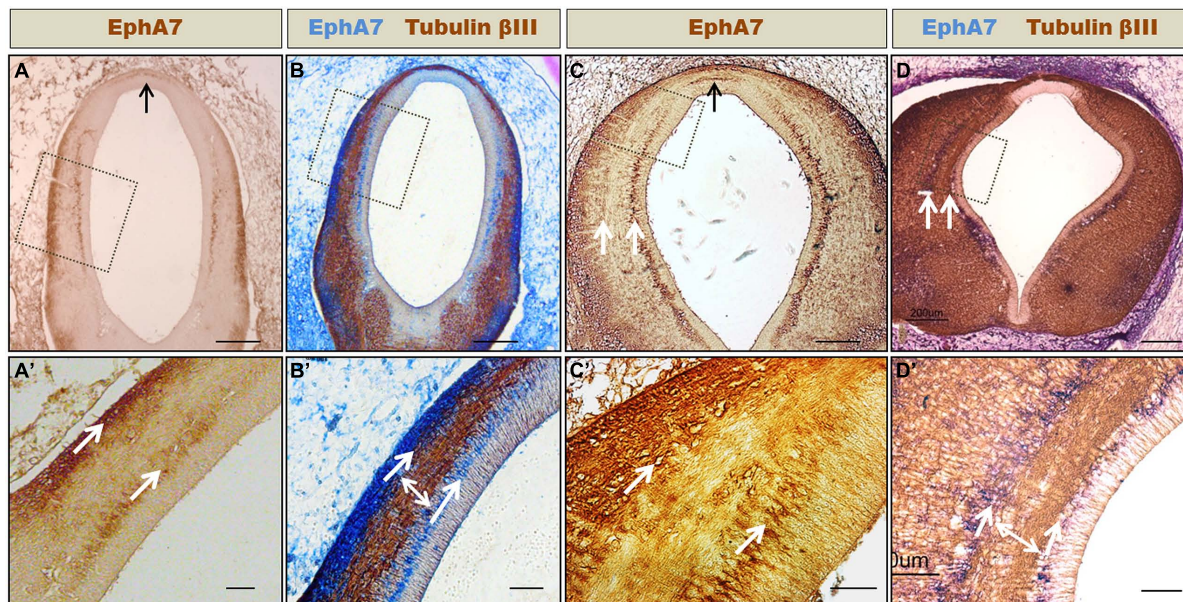 EphA7
EphA7 Tubulin βIII
EphA7
EphA7 Tubulin βIII
A
B
C
D
200um
A’
B’
C’
D’
0um